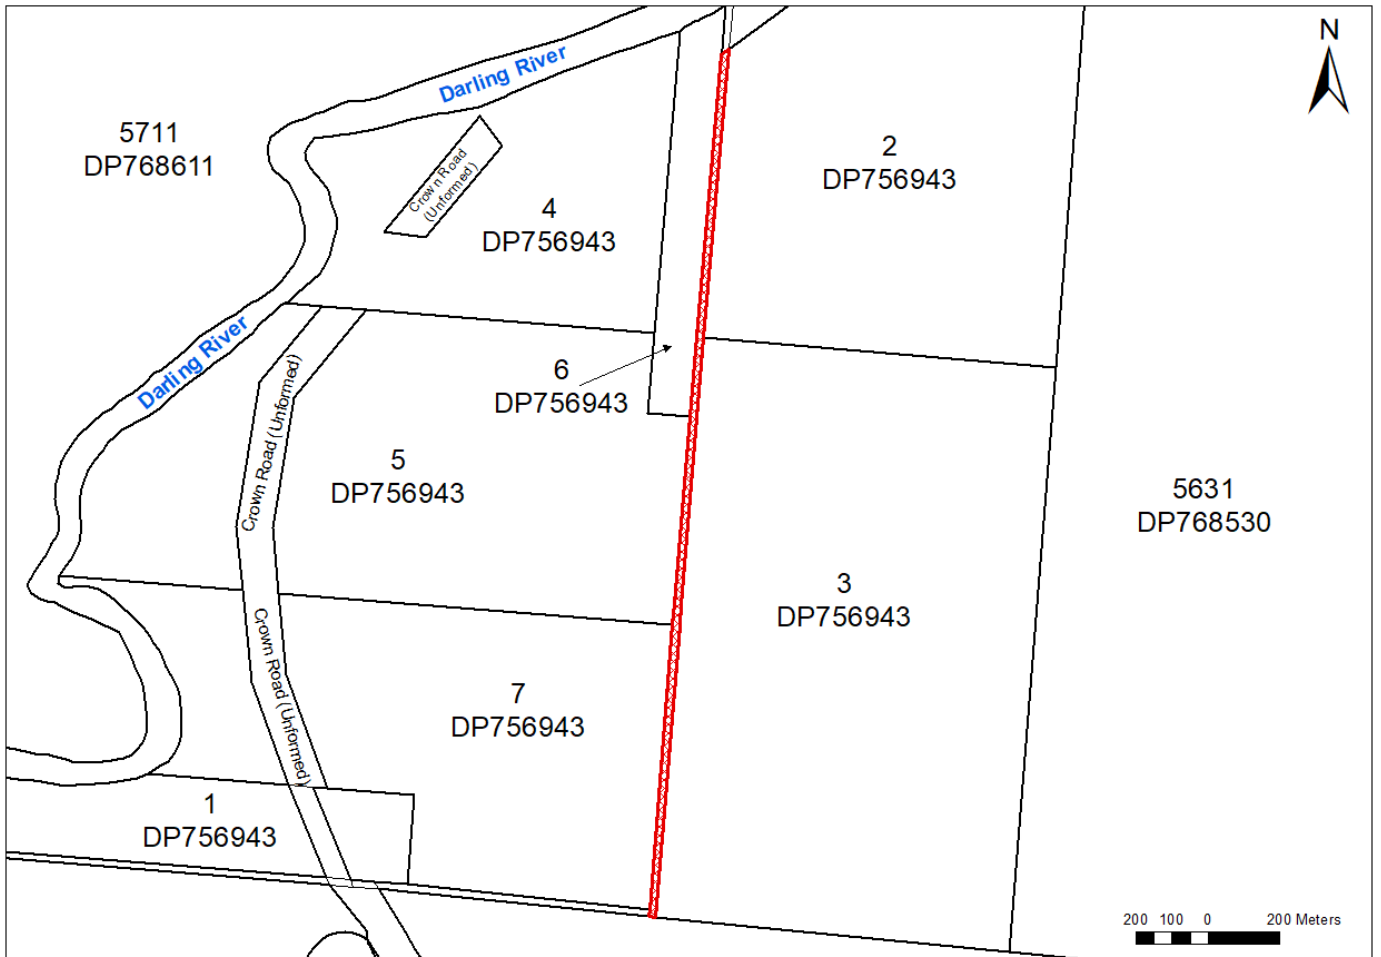 N
Darling River
5711
DP768611
2
DP756943
Crown Road
(Unformed)
4
DP756943
Darling River
6
DP756943
Crown Road (Unformed)
5
DP756943
5631
DP768530
3
DP756943
Crown Road (Unformed)
7
DP756943
1
DP756943
200 100 0 200 Meters